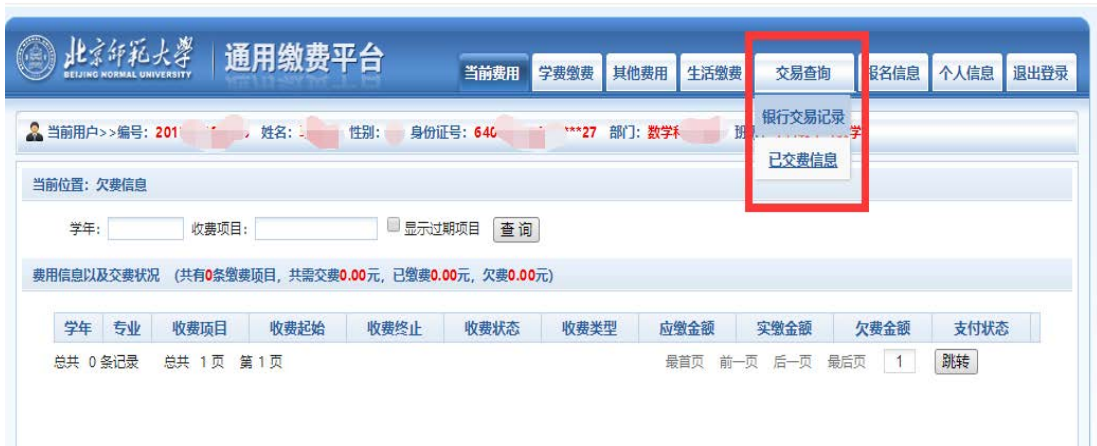 北京师范大学 通用缴费平台
BEIJING NORMAL UNIVERSITY
当前费用 学费缴费 其他费用 生活缴费 交易查询 报名信息 个人信息 退出登录
银行交易记录
已交费信息
当前用户>>编号: 201 姓名: 性别: 身份证号: 640 ***27 部门: 数学科 学
当前位置: 欠费信息
学年: 收费项目: 显示过期项目 查询
费用信息以及交费状况 (共有0条缴费项目, 共需交费0.00元, 已缴费0.00元, 欠费0.00元)
学年 专业 收费项目 收费起始 收费终止 收费状态 收费类型 应缴金额 实缴金额 欠费金额 支付状态
总共 0 条记录 总共 1 页 第 1 页 最首页 前一页 后一页 最后页 1 跳转